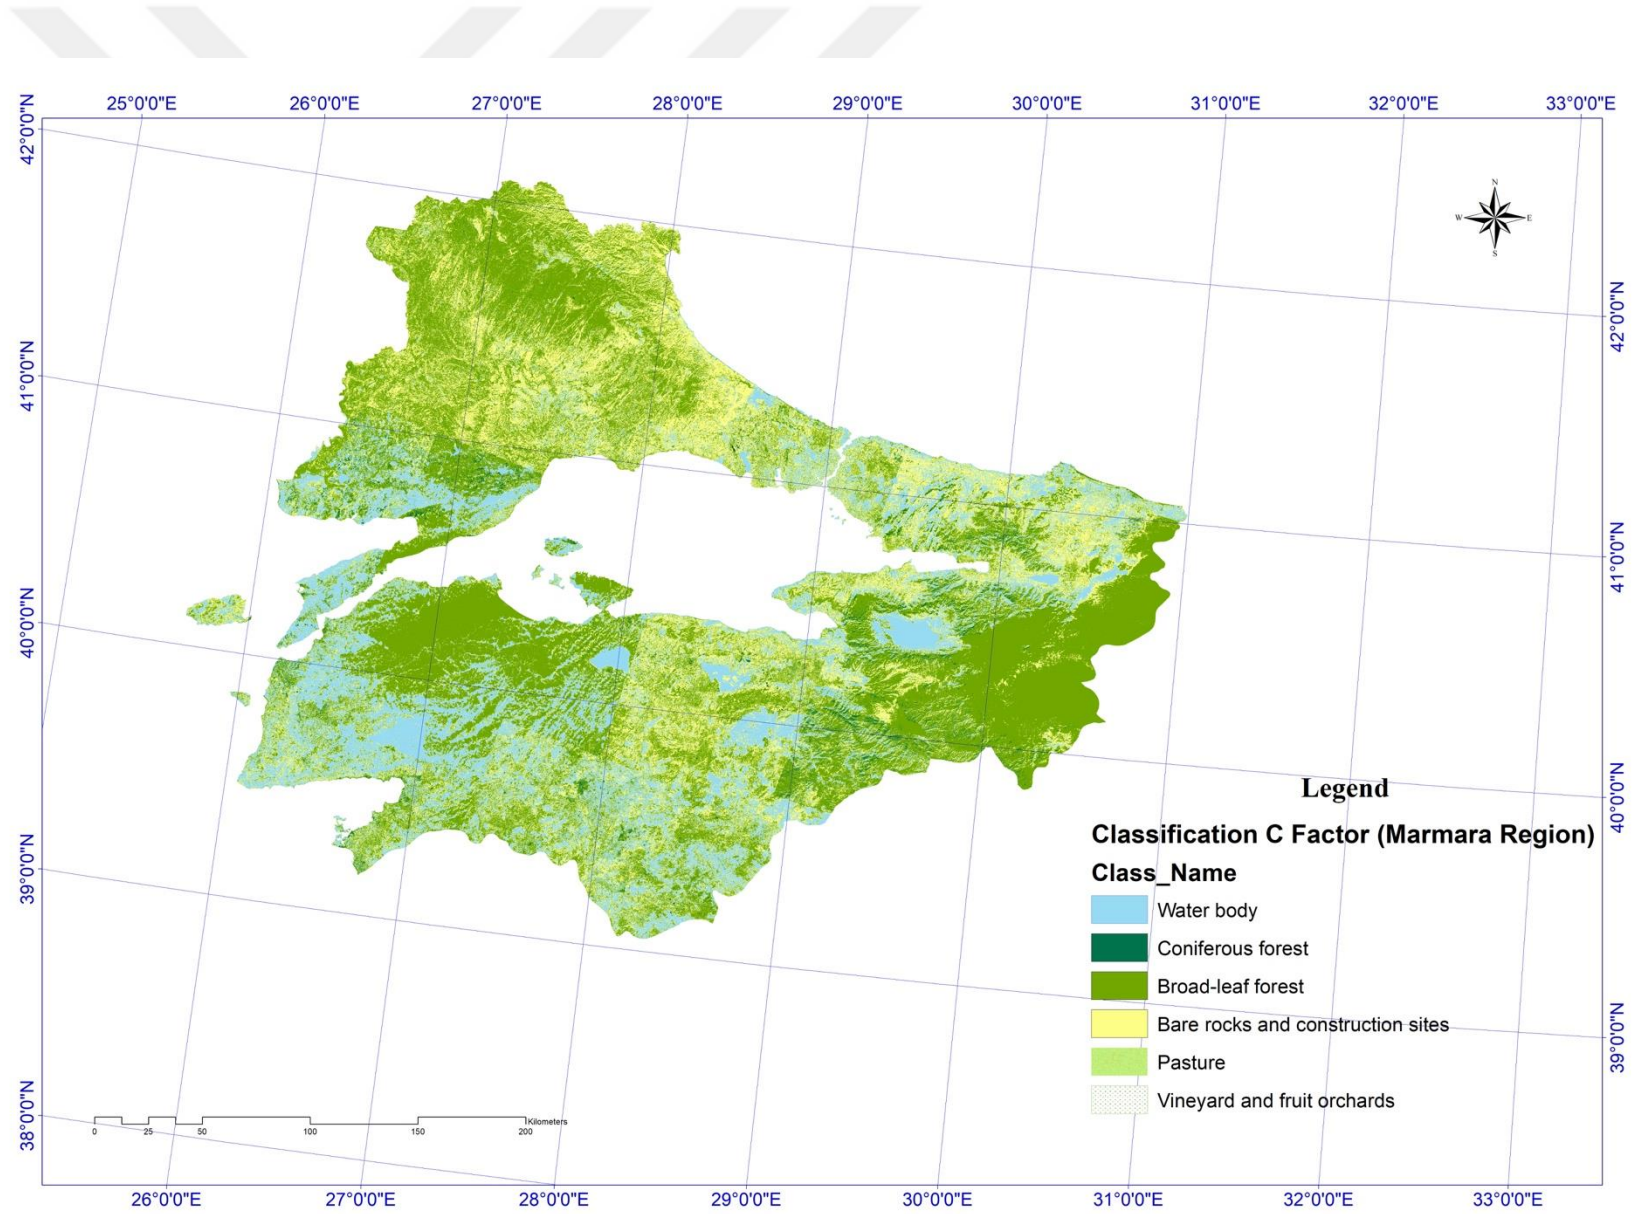 25°0'0"E 26°0'0"E 27°0'0"E 28°0'0"E 29°0'0"E 30°0'0"E 31°0'0"E 32°0'0"E 33°0'0"E
42°0'0"N
41°0'0"N
40°0'0"N
39°0'0"N
38°0'0"N
N
W E
S
42°0'0"N
41°0'0"N
40°0'0"N
39°0'0"N
Legend
Classification C Factor (Marmara Region)
Class_Name
Water body
Coniferous forest
Broad-leaf forest
Bare rocks and construction sites
Pasture
Vineyard and fruit orchards
Kilometers
0 25 50 100 150 200
26°0'0"E 27°0'0"E 28°0'0"E 29°0'0"E 30°0'0"E 31°0'0"E 32°0'0"E 33°0'0"E